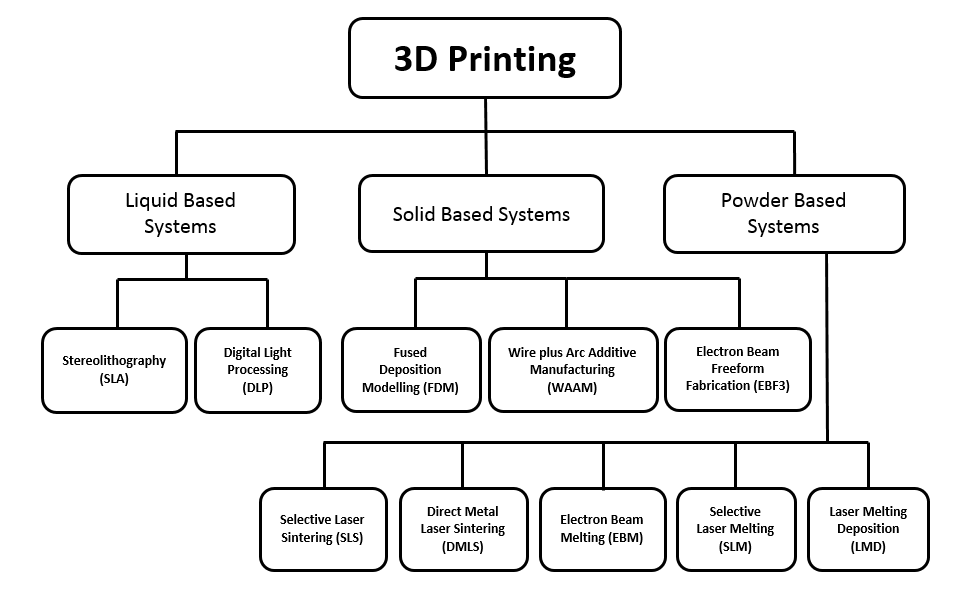 3D Printing
Liquid Based
Systems
Solid Based Systems
Powder Based
Systems
Stereolithography
(SLA)
Digital Light
Processing
(DLP)
Fused
Deposition
Modelling (FDM)
Wire plus Arc Additive
Manufacturing
(WAAM)
Electron Beam
Freeform
Fabrication (EBF3)
Selective Laser
Sintering (SLS)
Direct Metal
Laser Sintering
(DMLS)
Electron Beam
Melting (EBM)
Selective
Laser Melting
(SLM)
Laser Melting
Deposition
(LMD)